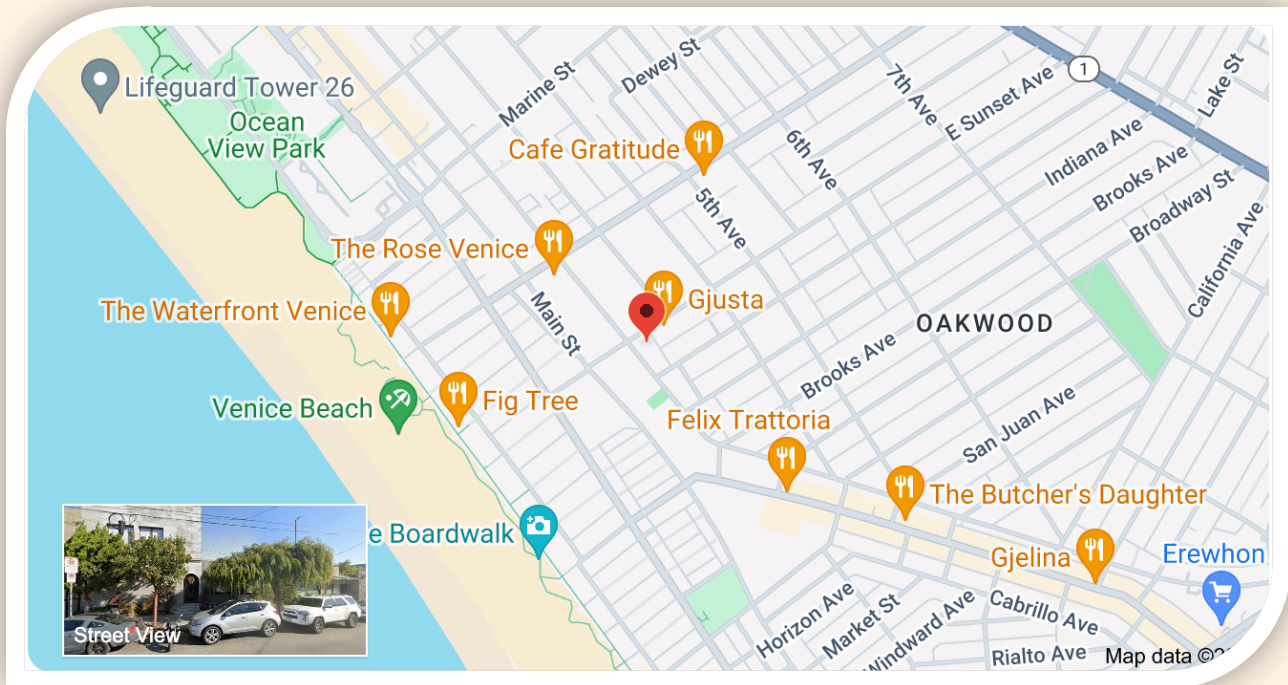 Lifeguard Tower 26
Ocean
View Park
Marine St
Dewey St
7th Ave
E Sunset Ave
1
Lake St
Cafe Gratitude
6th Ave
Indiana Ave
Brooks Ave
Broadway St
5th Ave
California Ave
The Rose Venice
The Waterfront Venice
Main St
Gjusta
OAKWOOD
Brooks Ave
Venice Beach
Fig Tree
Felix Trattoria
San Juan Ave
The Butcher's Daughter
e Boardwalk
Gjelina
Erewhon
Horizon Ave
Market St
Windward Ave
Cabrillo Ave
Rialto Ave
Street View
Map data ©